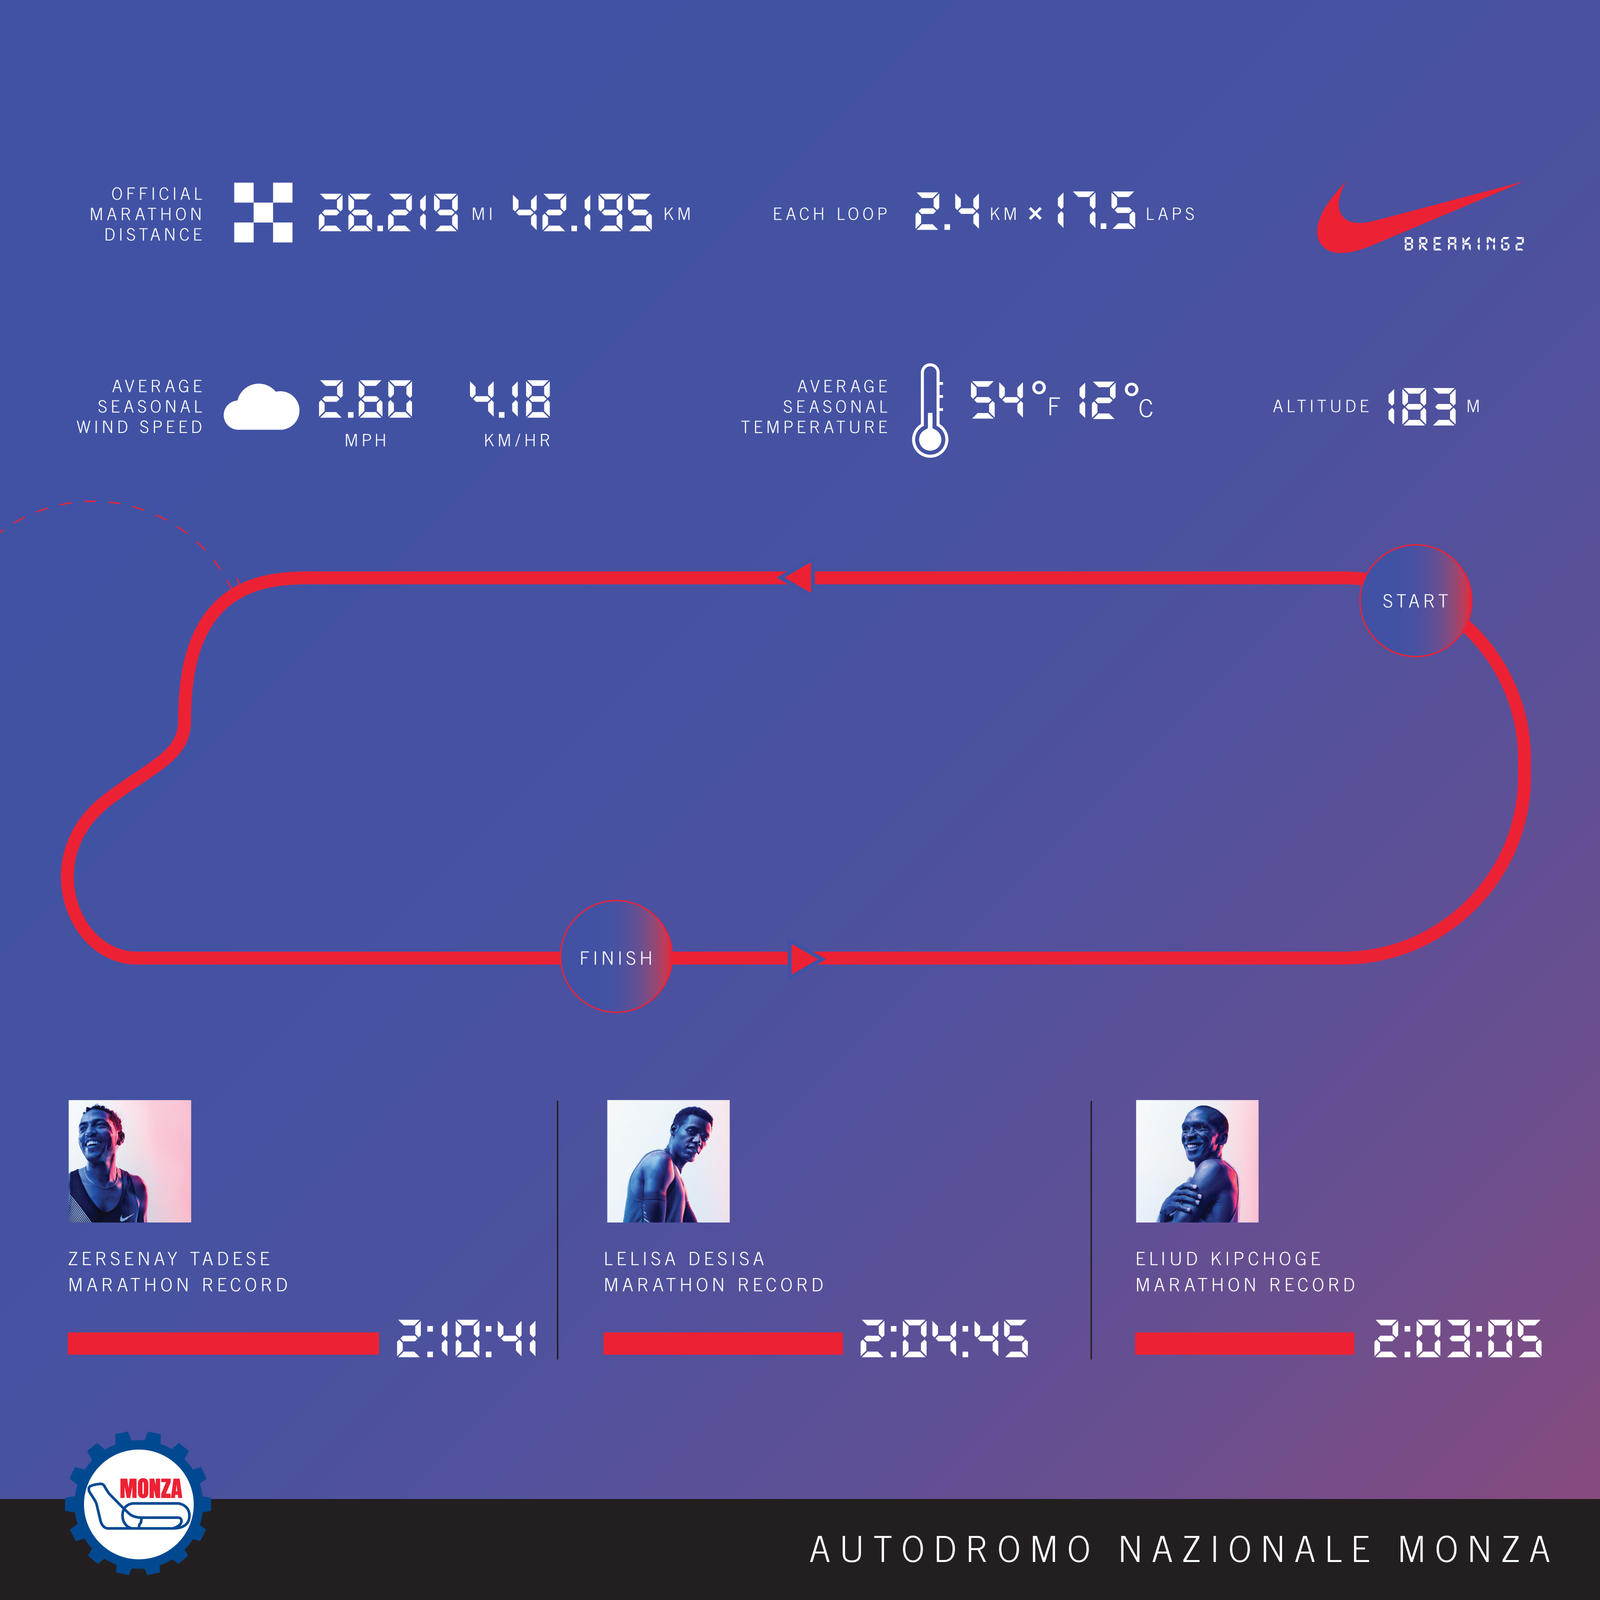 OFFICIAL
MARATHON
DISTANCE
26.219 MI 42.195 KM
EACH LOOP 2.4 KM × 17.5 LAPS
BREAKING2
AVERAGE
SEASONAL
WIND SPEED
2.60
MPH
4.18
KM/HR
AVERAGE
SEASONAL
TEMPERATURE
54°F 12°C
ALTITUDE 183 M
START
FINISH
ZERSENAY TADESE
MARATHON RECORD
2:10:41
LELISA DESISA
MARATHON RECORD
2:04:45
ELIUD KIPCHOGE
MARATHON RECORD
2:03:05
MONZA
AUTODROMO NAZIONALE MONZA